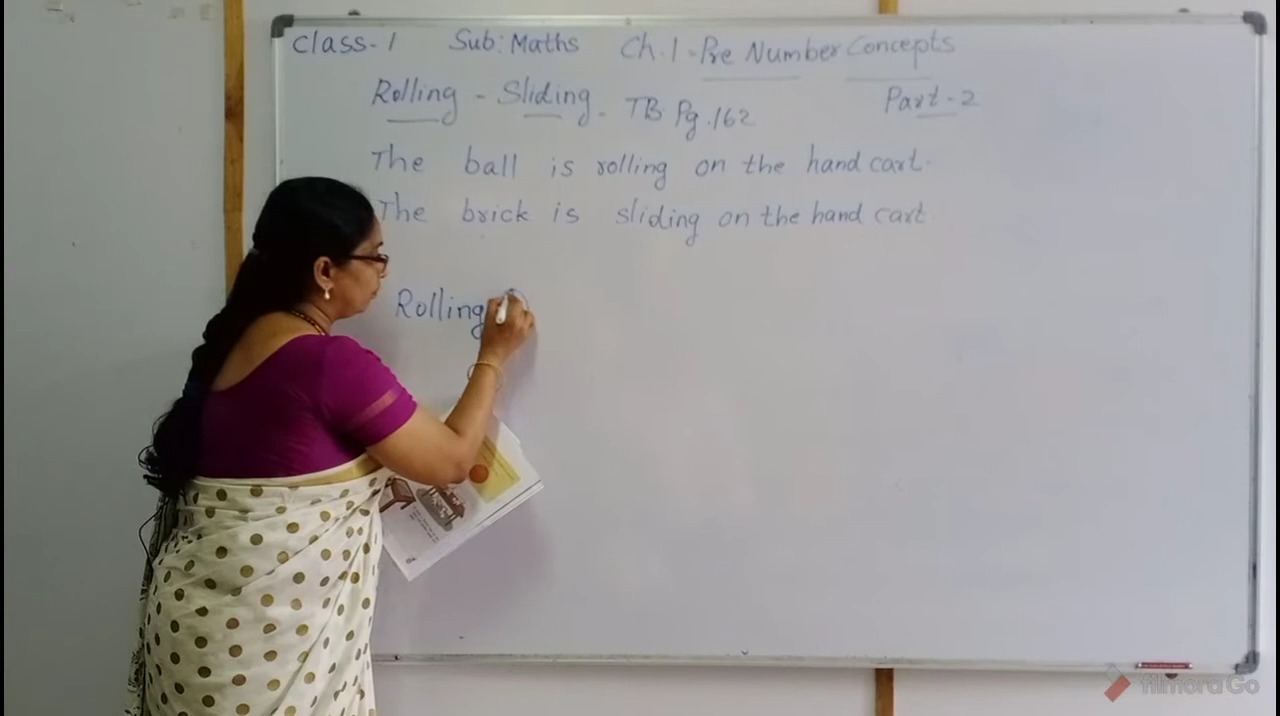 Class-1 Sub: Maths Ch.1-Pre Number Concepts
Rolling - Sliding. TB Pg.162 Part-2
The ball is rolling on the hand cart.
The brick is sliding on the hand cart
Rolling
filmoraGo